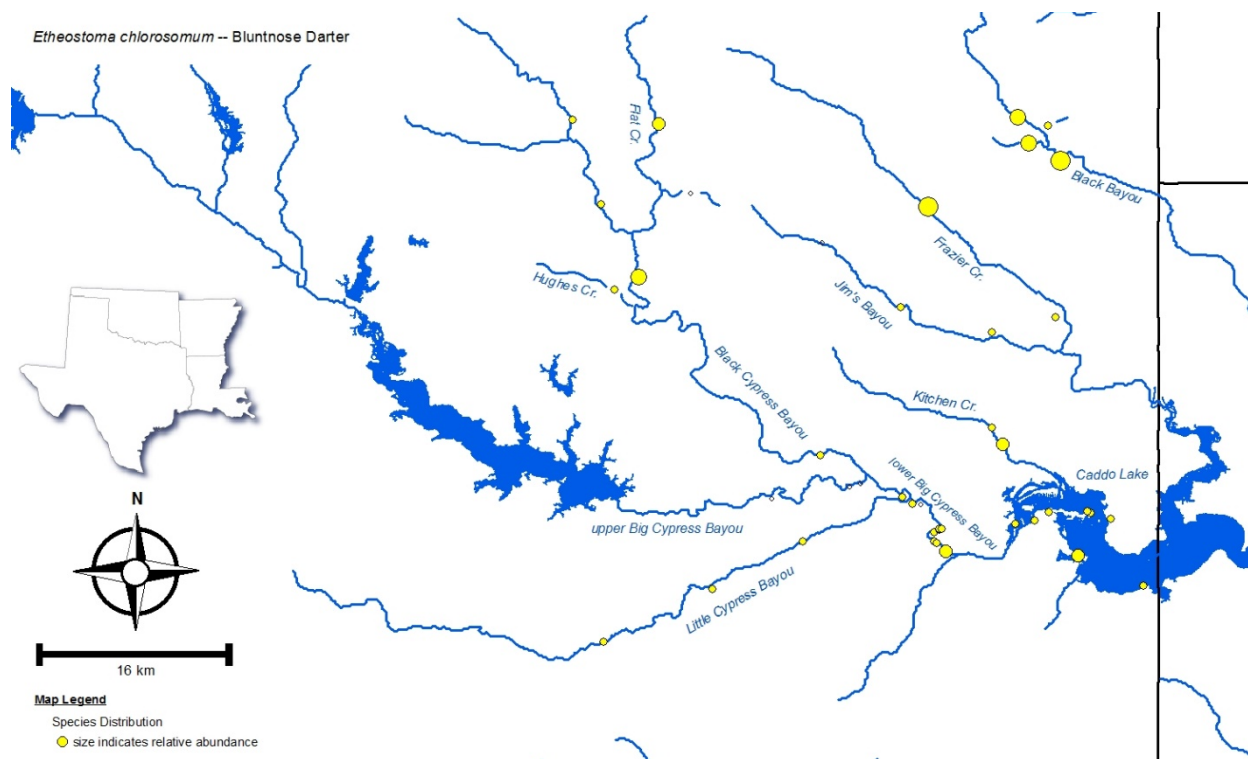 Etheostoma chlorosomum -- Bluntnose Darter
Flat Cr.
Black Bayou
Frazier Cr.
Hughes Cr.
Jim's Bayou
Black Cypress Bayou
Kitchen Cr.
lower Big Cypress Bayou
Caddo Lake
upper Big Cypress Bayou
Little Cypress Bayou
N
16 km
Map Legend
Species Distribution
size indicates relative abundance